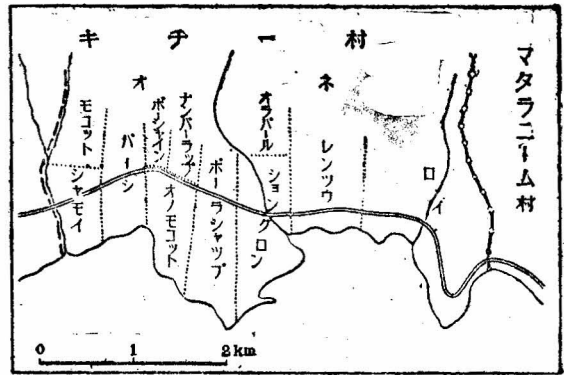 キチー村
オネ
マタラニーム村
モコット
シャモイ
パーシ
ポーシャイン
ナンパーラップ
オノモコット
ポーラシャップ
オラパール
ションクロン
レンツウ
ロイ
0 1 2km